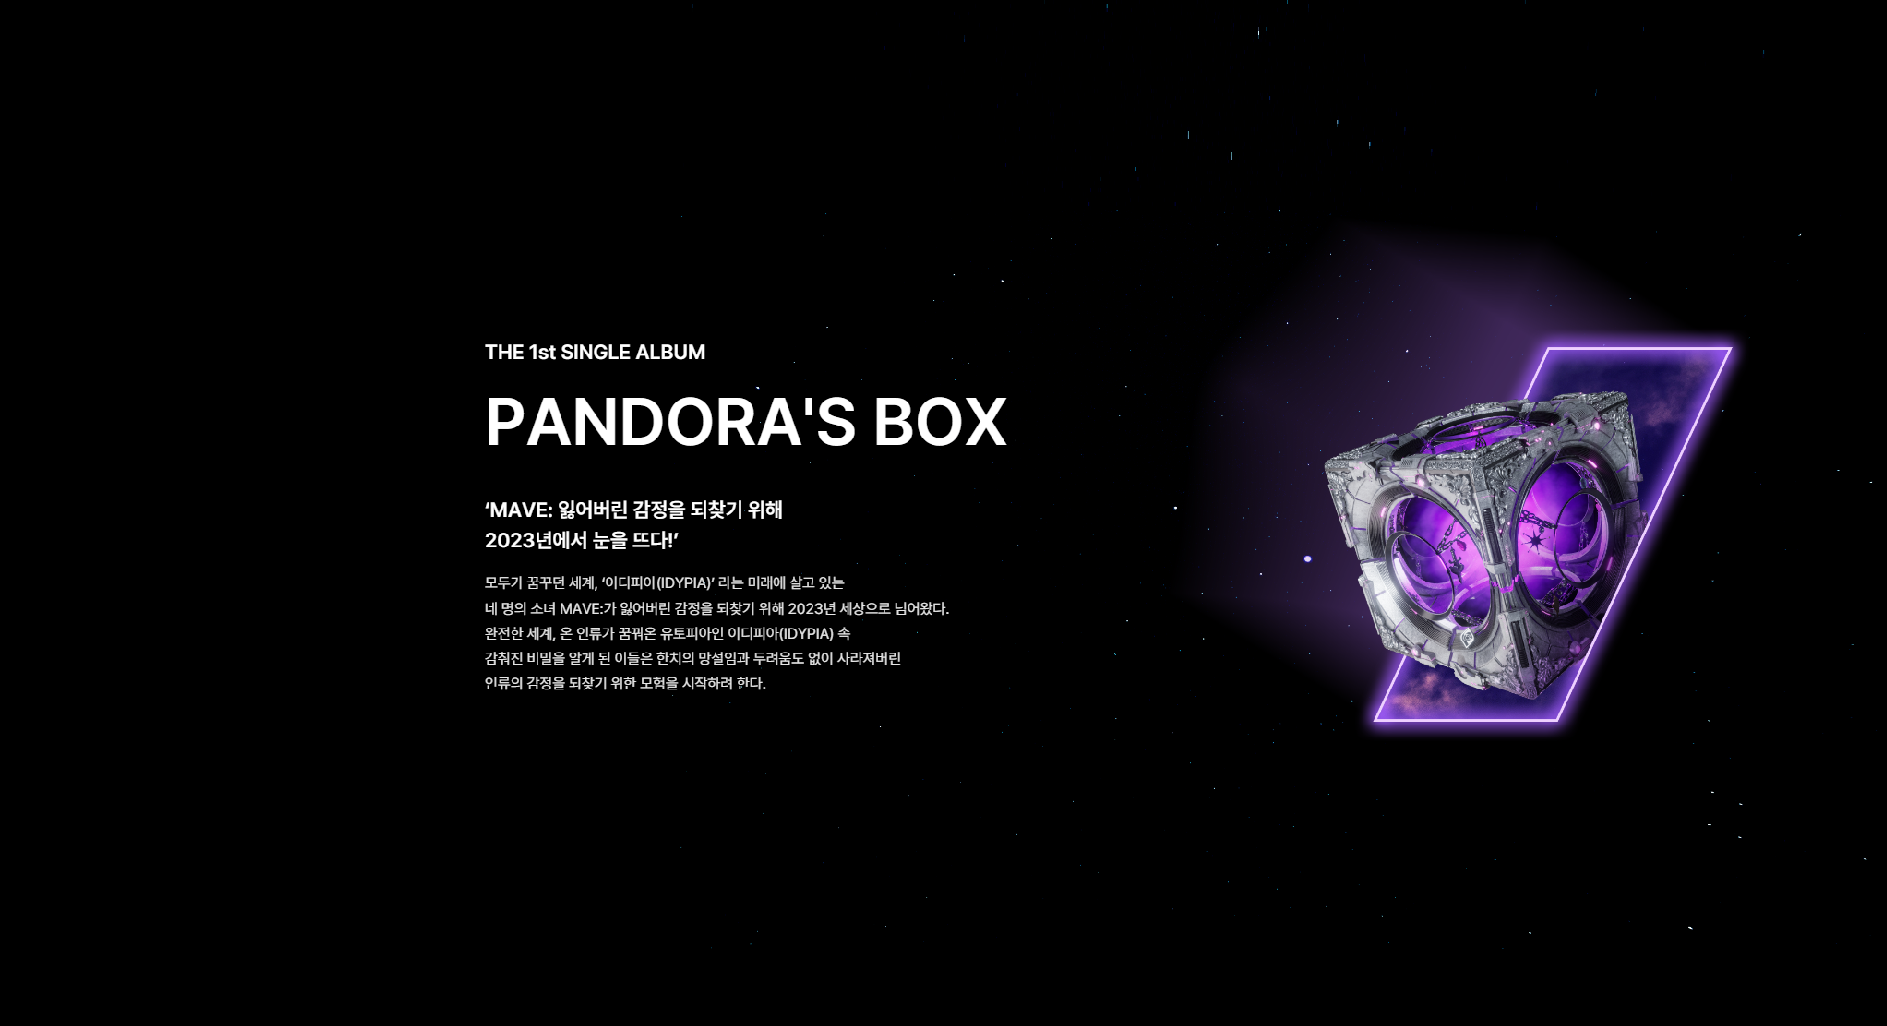 THE 1st SINGLE ALBUM
PANDORA'S BOX
‘MAVE: 잃어버린 감정을 되찾기 위해
2023년에서 눈을 뜨다!’
모두가 꿈꾸던 세계, ‘이디피아(IDYPIA)’ 라는 미래에 살고 있는
네 명의 소녀 MAVE:가 잃어버린 감정을 되찾기 위해 2023년 세상으로 넘어왔다.
완전한 세계, 온 인류가 꿈꿔온 유토피아인 이디피아(IDYPIA) 속
감춰진 비밀을 알게 된 이들은 한치의 망설임과 두려움도 없이 사라져버린
인류의 감정을 되찾기 위한 모험을 시작하려 한다.